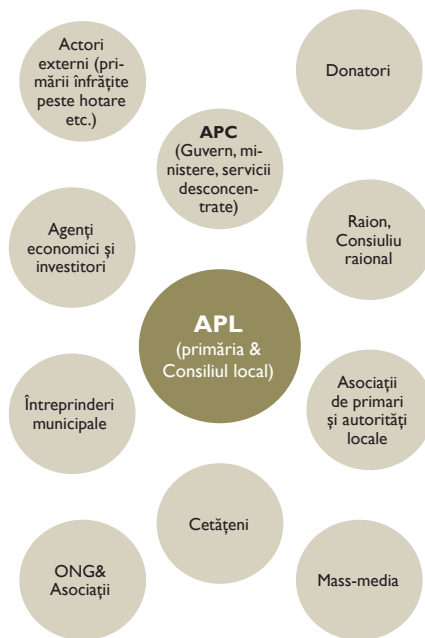 Actori
externi (pri-
mării înfrățite
peste hotare
etc.)
Donatori
APC
(Guvern, mi-
nistere, servicii
desconcen-
trate)
Agenți
economici și
investitori
Raion,
Consiuliu
raional
APL
(primăria &
Consiliul local)
Întreprinderi
municipale
Asociații
de primari
și autorități
locale
Cetățeni
ONG&
Asociații
Mass-media